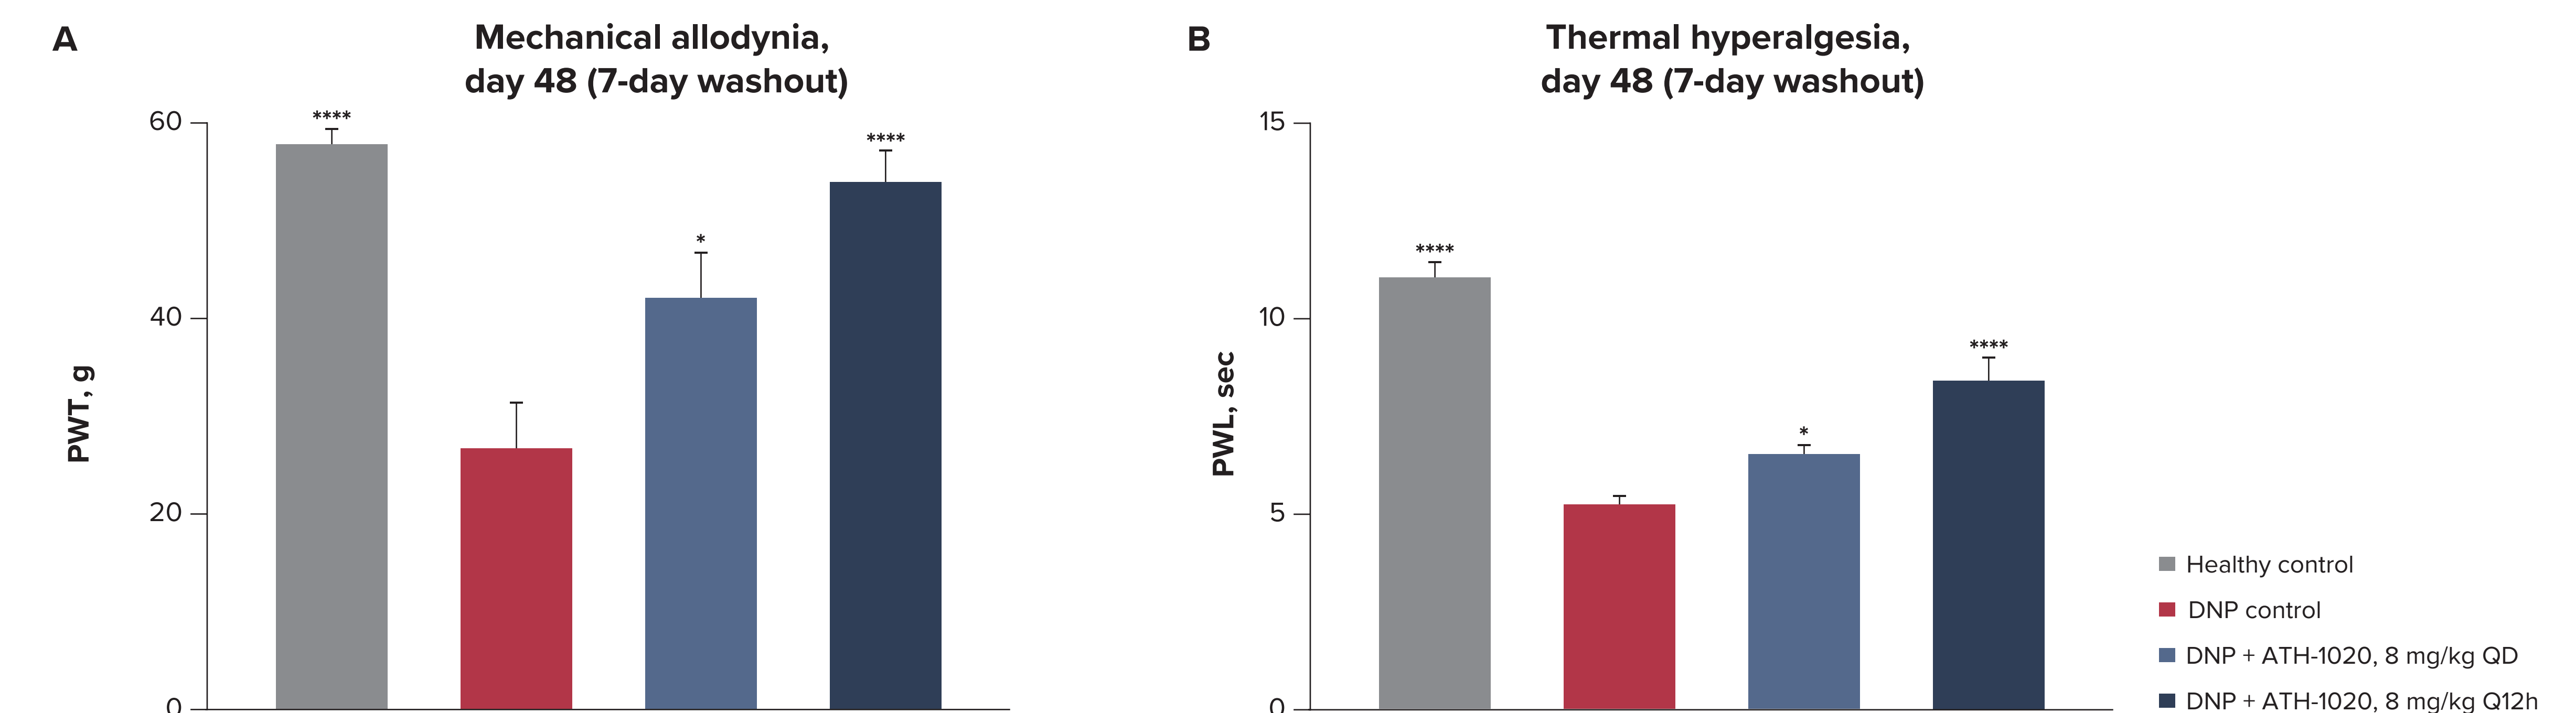 A
Mechanical allodynia,
day 48 (7-day washout)
60
40
20
0
PWT, g
****
*
****
B
Thermal hyperalgesia,
day 48 (7-day washout)
15
10
5
0
PWL, sec
****
*
****
Healthy control
DNP control
DNP + ATH-1020, 8 mg/kg QD
DNP + ATH-1020, 8 mg/kg Q12h